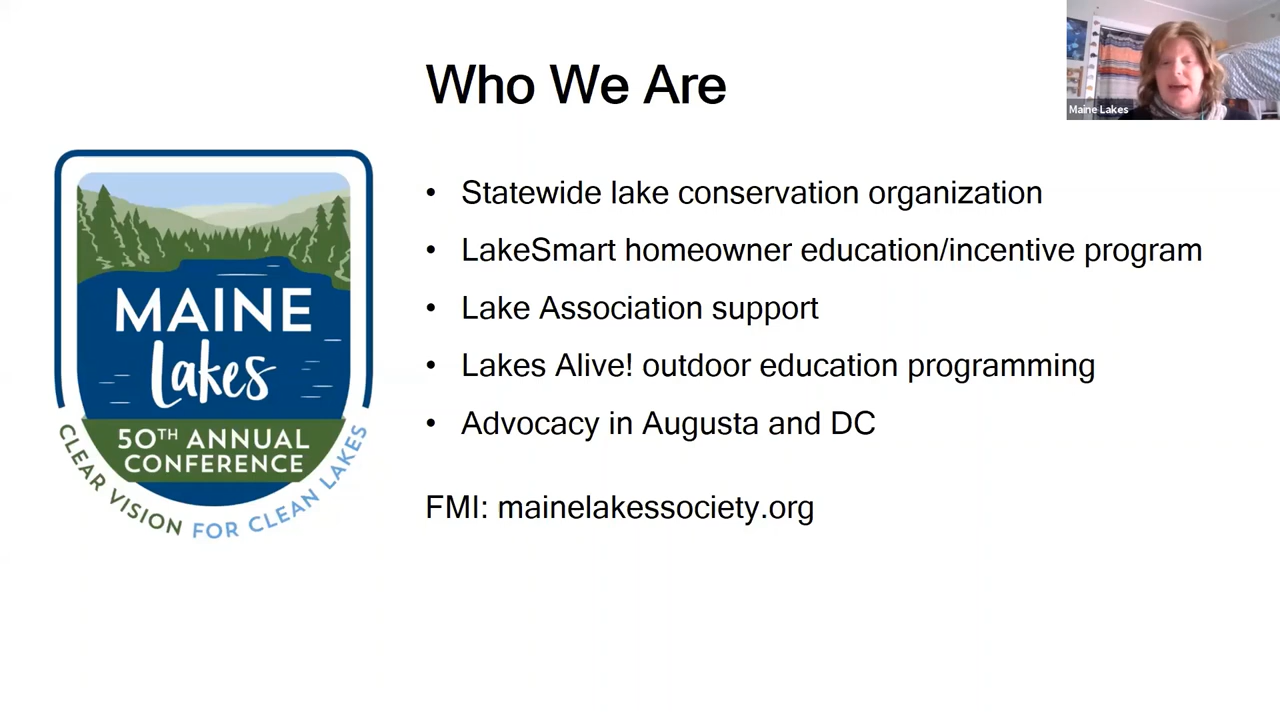 Who We Are
Maine Lakes
• Statewide lake conservation organization
• LakeSmart homeowner education/incentive program
• Lake Association support
• Lakes Alive! outdoor education programming
• Advocacy in Augusta and DC
FMI: mainelakessociety.org
MAINE
Lakes
50TH ANNUAL
CONFERENCE
CLEAR VISION FOR CLEAN LAKES